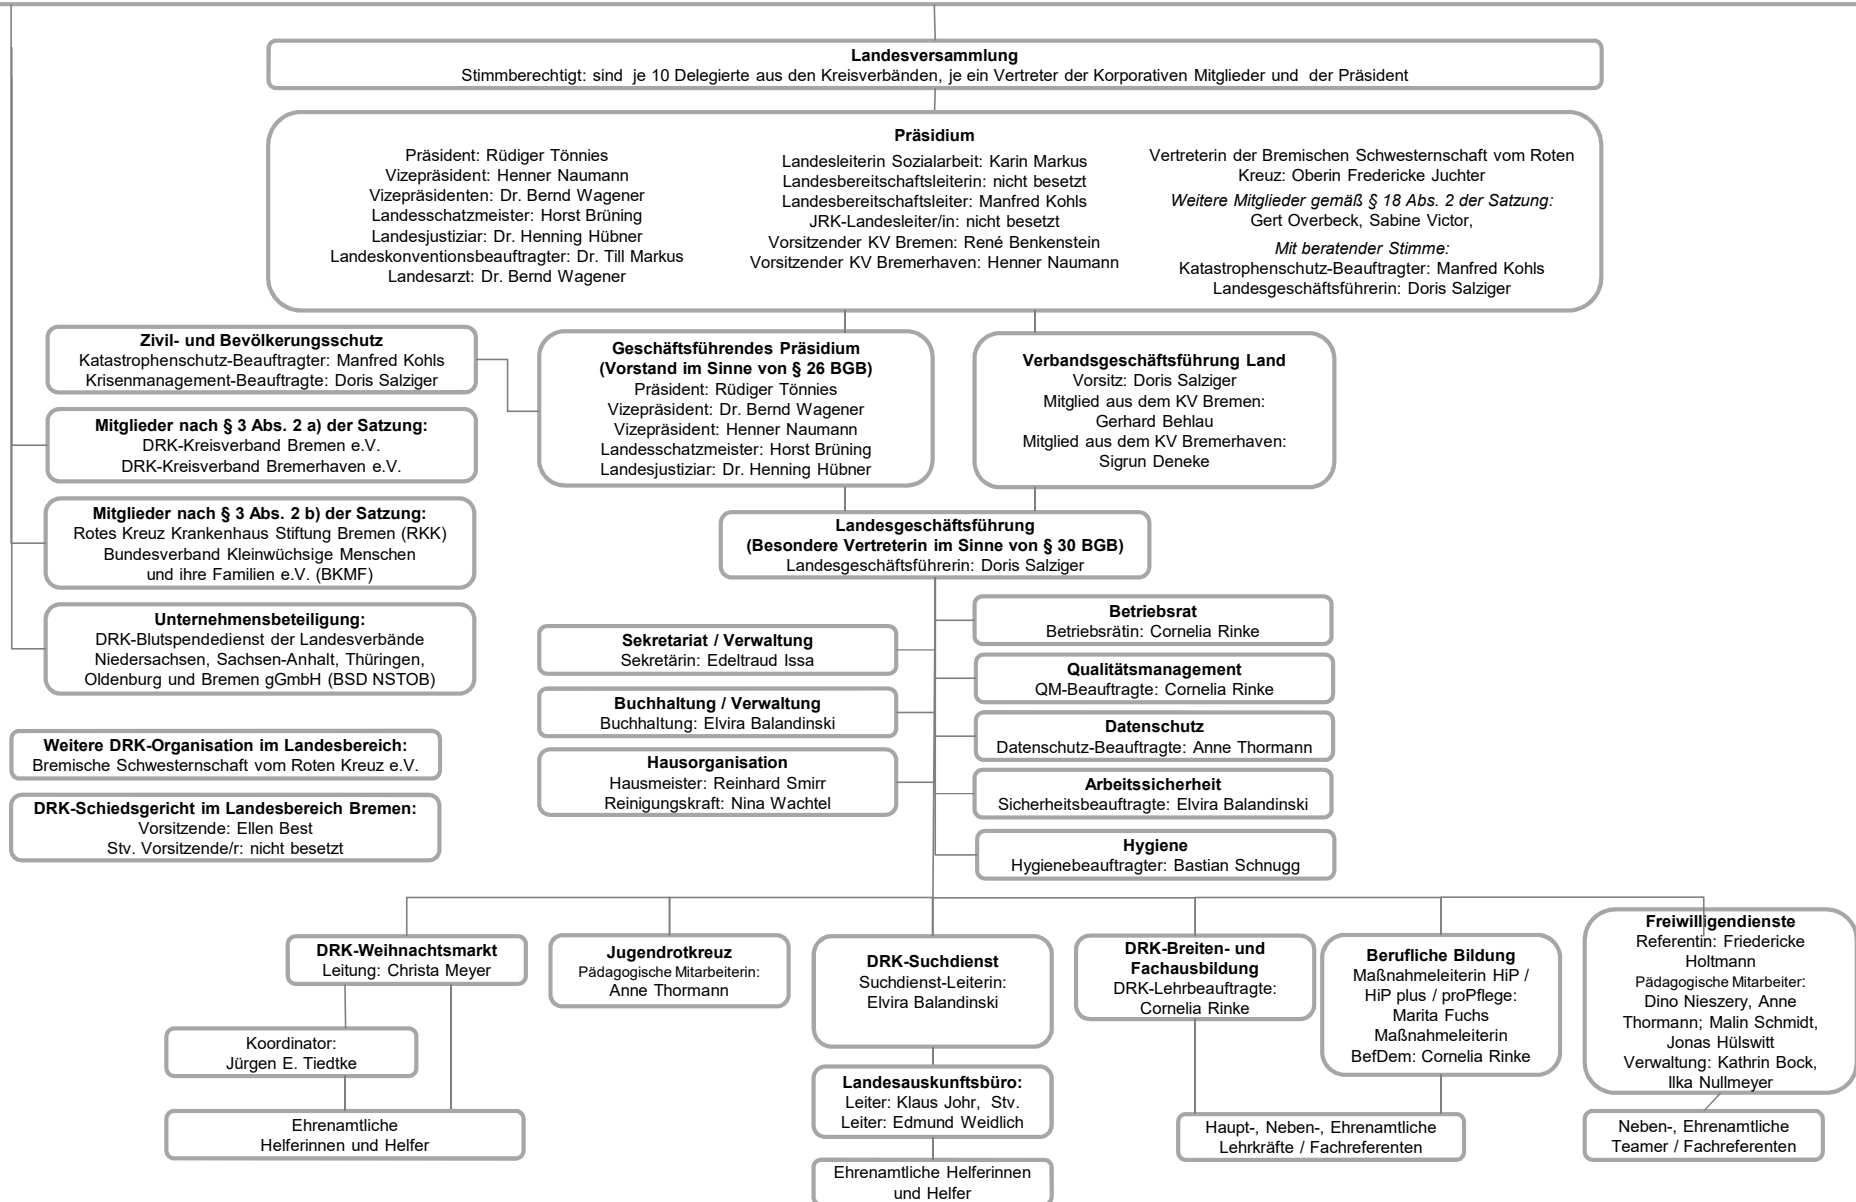 Landesversammlung
Stimmberechtigt: sind je 10 Delegierte aus den Kreisverbänden, je ein Vertreter der Korporativen Mitglieder und der Präsident
Präsidium
Präsident: Rüdiger Tönnies
Vizepräsident: Henner Naumann
Vizepräsidenten: Dr. Bernd Wagener
Landesschatzmeister: Horst Brüning
Landesjustiziar: Dr. Henning Hübner
Landeskonventionsbeauftragter: Dr. Till Markus
Landesarzt: Dr. Bernd Wagener
Landesleiterin Sozialarbeit: Karin Markus
Landesbereitschaftsleiterin: nicht besetzt
Landesbereitschaftsleiter: Manfred Kohls
JRK-Landesleiter/in: nicht besetzt
Vorsitzender KV Bremen: René Benkenstein
Vorsitzender KV Bremerhaven: Henner Naumann
Vertreterin der Bremischen Schwesternschaft vom Roten
Kreuz: Oberin Fredericke Juchter
Weitere Mitglieder gemäß § 18 Abs. 2 der Satzung:
Gert Overbeck, Sabine Victor,
Mit beratender Stimme:
Katastrophenschutz-Beauftragter: Manfred Kohls
Landesgeschäftsführerin: Doris Salziger
Zivil- und Bevölkerungsschutz
Katastrophenschutz-Beauftragter: Manfred Kohls
Krisenmanagement-Beauftragte: Doris Salziger
Mitglieder nach § 3 Abs. 2 a) der Satzung:
DRK-Kreisverband Bremen e.V.
DRK-Kreisverband Bremerhaven e.V.
Mitglieder nach § 3 Abs. 2 b) der Satzung:
Rotes Kreuz Krankenhaus Stiftung Bremen (RKK)
Bundesverband Kleinwüchsige Menschen
und ihre Familien e.V. (BKMF)
Unternehmensbeteiligung:
DRK-Blutspendedienst der Landesverbände
Niedersachsen, Sachsen-Anhalt, Thüringen,
Oldenburg und Bremen gGmbH (BSD NSTOB)
Weitere DRK-Organisation im Landesbereich:
Bremische Schwesternschaft vom Roten Kreuz e.V.
DRK-Schiedsgericht im Landesbereich Bremen:
Vorsitzende: Ellen Best
Stv. Vorsitzende/r: nicht besetzt
Geschäftsführendes Präsidium
(Vorstand im Sinne von § 26 BGB)
Präsident: Rüdiger Tönnies
Vizepräsident: Dr. Bernd Wagener
Vizepräsident: Henner Naumann
Landesschatzmeister: Horst Brüning
Landesjustiziar: Dr. Henning Hübner
Verbandsgeschäftsführung Land
Vorsitz: Doris Salziger
Mitglied aus dem KV Bremen:
Gerhard Behlau
Mitglied aus dem KV Bremerhaven:
Sigrun Deneke
Landesgeschäftsführung
(Besondere Vertreterin im Sinne von § 30 BGB)
Landesgeschäftsführerin: Doris Salziger
Sekretariat / Verwaltung
Sekretärin: Edeltraud Issa
Buchhaltung / Verwaltung
Buchhaltung: Elvira Balandinski
Hausorganisation
Hausmeister: Reinhard Smirr
Reinigungskraft: Nina Wachtel
Betriebsrat
Betriebsrätin: Cornelia Rinke
Qualitätsmanagement
QM-Beauftragte: Cornelia Rinke
Datenschutz
Datenschutz-Beauftragte: Anne Thormann
Arbeitssicherheit
Sicherheitsbeauftragte: Elvira Balandinski
Hygiene
Hygienebeauftragter: Bastian Schnugg
DRK-Weihnachtsmarkt
Leitung: Christa Meyer
Koordinator:
Jürgen E. Tiedtke
Ehrenamtliche
Helferinnen und Helfer
Jugendrotkreuz
Pädagogische Mitarbeiterin:
Anne Thormann
DRK-Suchdienst
Suchdienst-Leiterin:
Elvira Balandinski
Landesauskunftsbüro:
Leiter: Klaus Johr, Stv.
Leiter: Edmund Weidlich
Ehrenamtliche Helferinnen
und Helfer
DRK-Breiten- und
Fachausbildung
DRK-Lehrbeauftragte:
Cornelia Rinke
Berufliche Bildung
Maßnahmeleiterin HiP /
HiP plus / proPflege:
Marita Fuchs
Maßnahmeleiterin
BefDem: Cornelia Rinke
Haupt-, Neben-, Ehrenamtliche
Lehrkräfte / Fachreferenten
Freiwilligendienste
Referentin: Friedericke
Holtmann
Pädagogische Mitarbeiter:
Dino Nieszery, Anne
Thormann; Malin Schmidt,
Jonas Hülswitt
Verwaltung: Kathrin Bock,
Ilka Nullmeyer
Neben-, Ehrenamtliche
Teamer / Fachreferenten